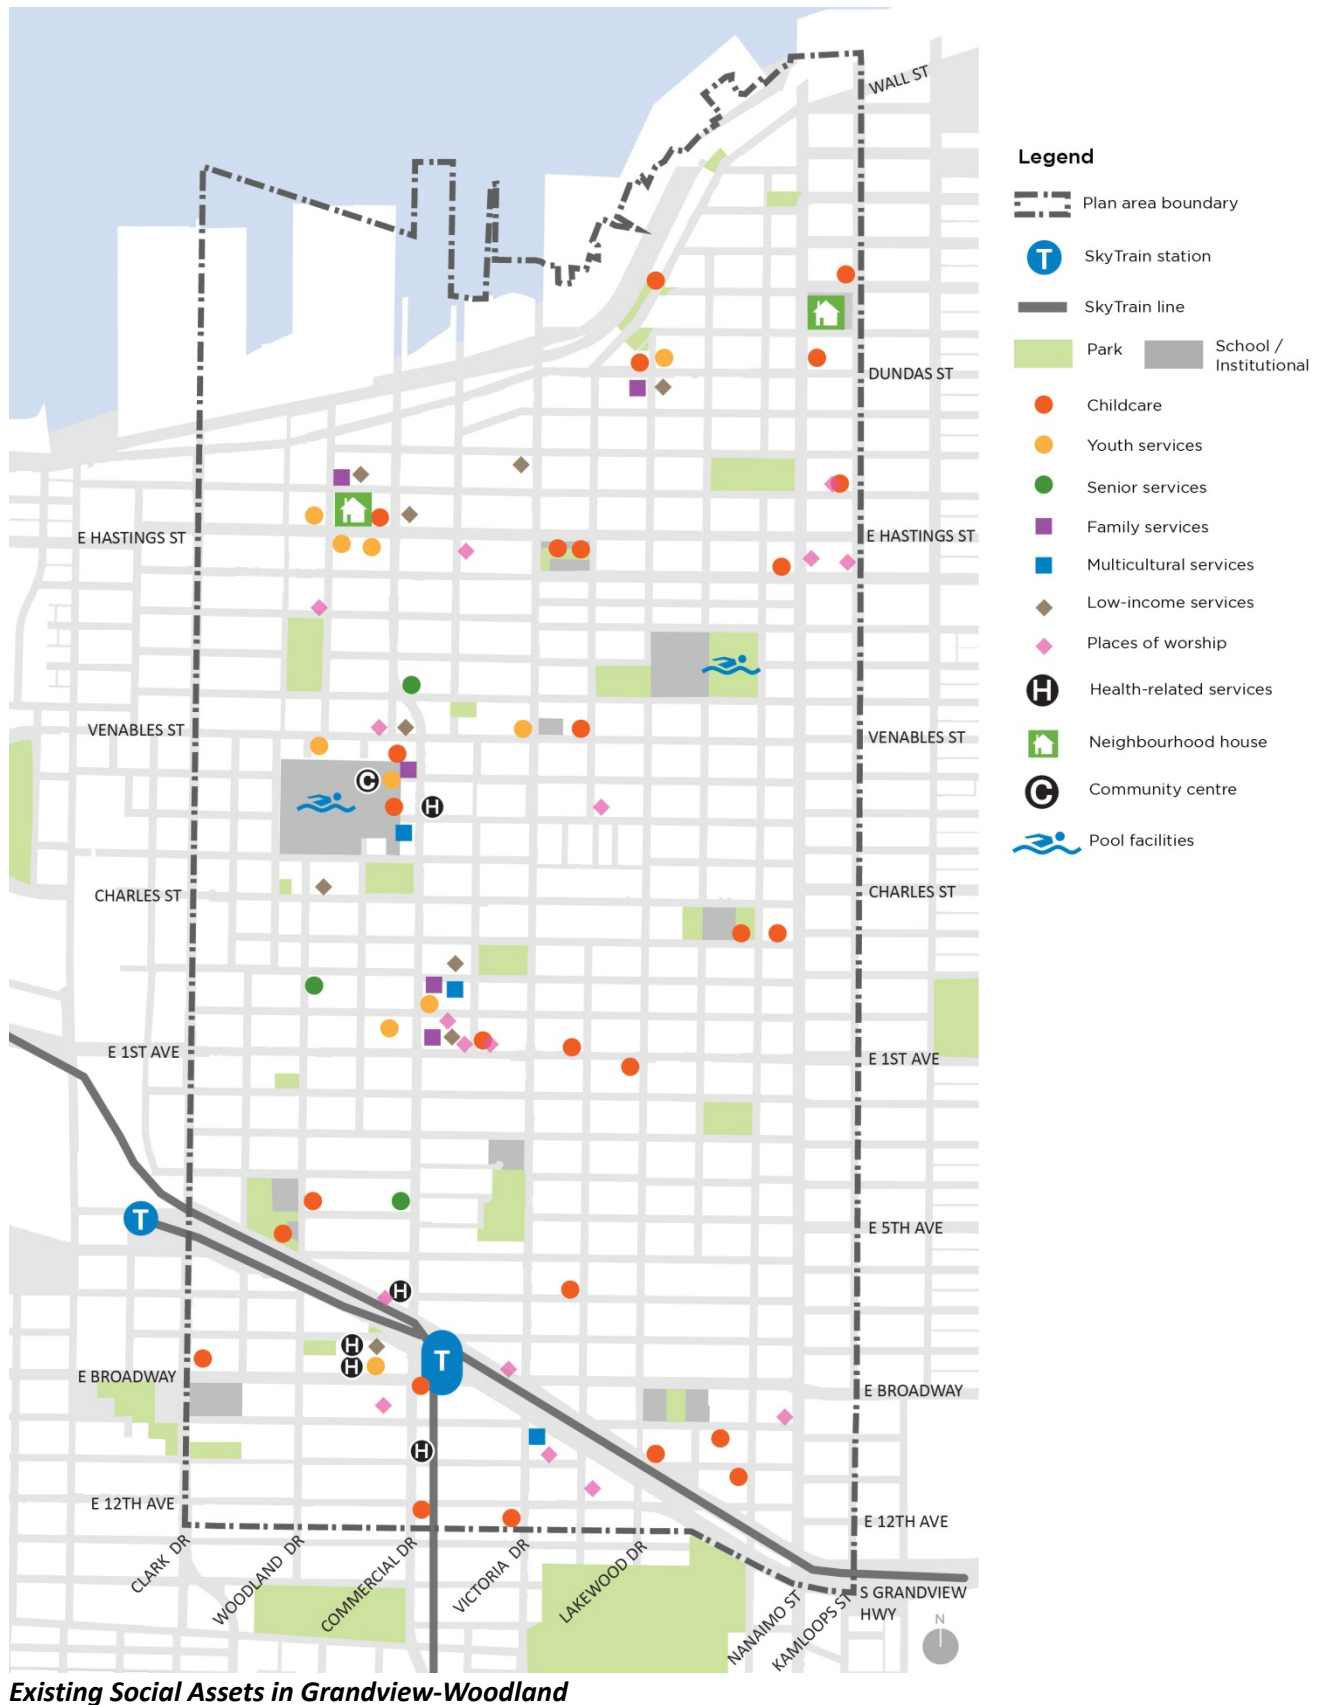 WALL ST
Legend
Plan area boundary
T
SkyTrain station
SkyTrain line
Park
School /
Institutional
DUNDAS ST
Childcare
Youth services
Senior services
E HASTINGS ST
E HASTINGS ST
Family services
Multicultural services
Low-income services
Places of worship
H
Health-related services
VENABLES ST
VENABLES ST
Neighbourhood house
C
C
Community centre
H
Pool facilities
CHARLES ST
CHARLES ST
E 1ST AVE
E 1ST AVE
T
E 5TH AVE
H
H
H
T
E BROADWAY
E BROADWAY
H
E 12TH AVE
E 12TH AVE
CLARK DR
WOODLAND DR
COMMERCIAL DR
VICTORIA DR
LAKEWOOD DR
NANAIMO ST
KAMLOOPS ST
S GRANDVIEW
HWY
N
Existing Social Assets in Grandview-Woodland